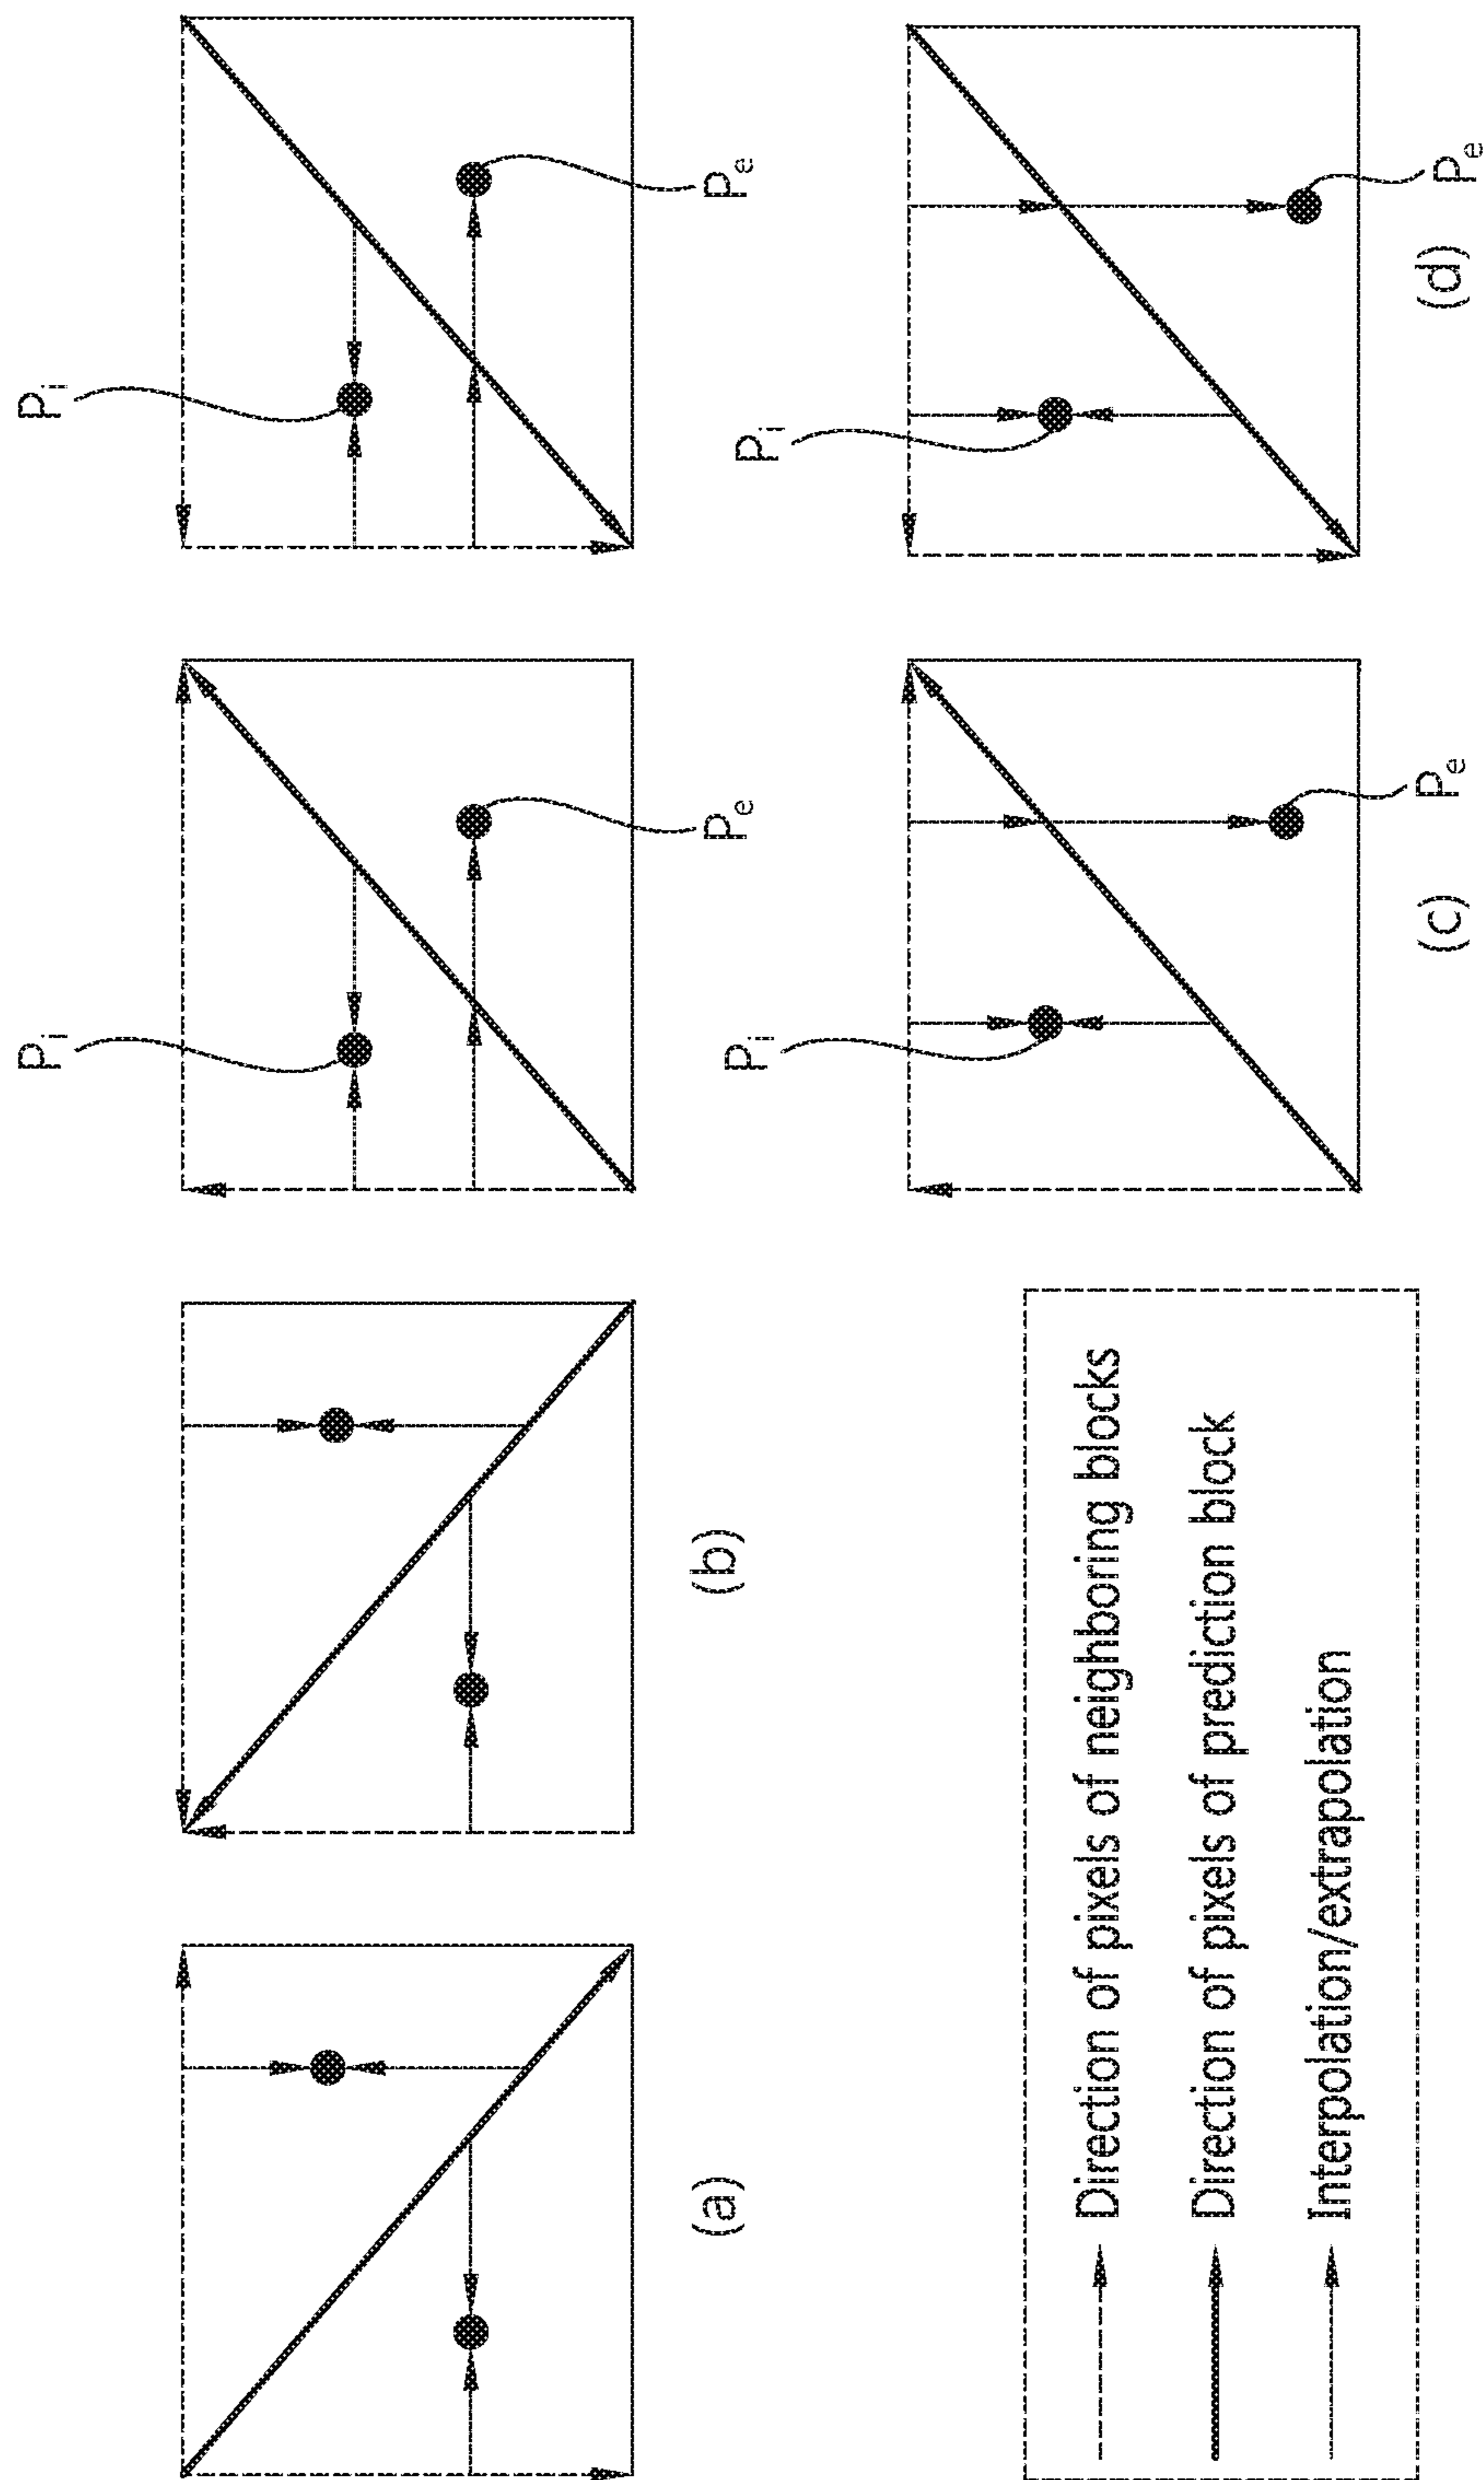 Pi
Pi
Pe
Pe
(a)
(b)
Pi
Pi
Pe
Pe
(c)
(d)
Direction of pixels of neighboring blocks
Direction of pixels of prediction block
Interpolation/extrapolation